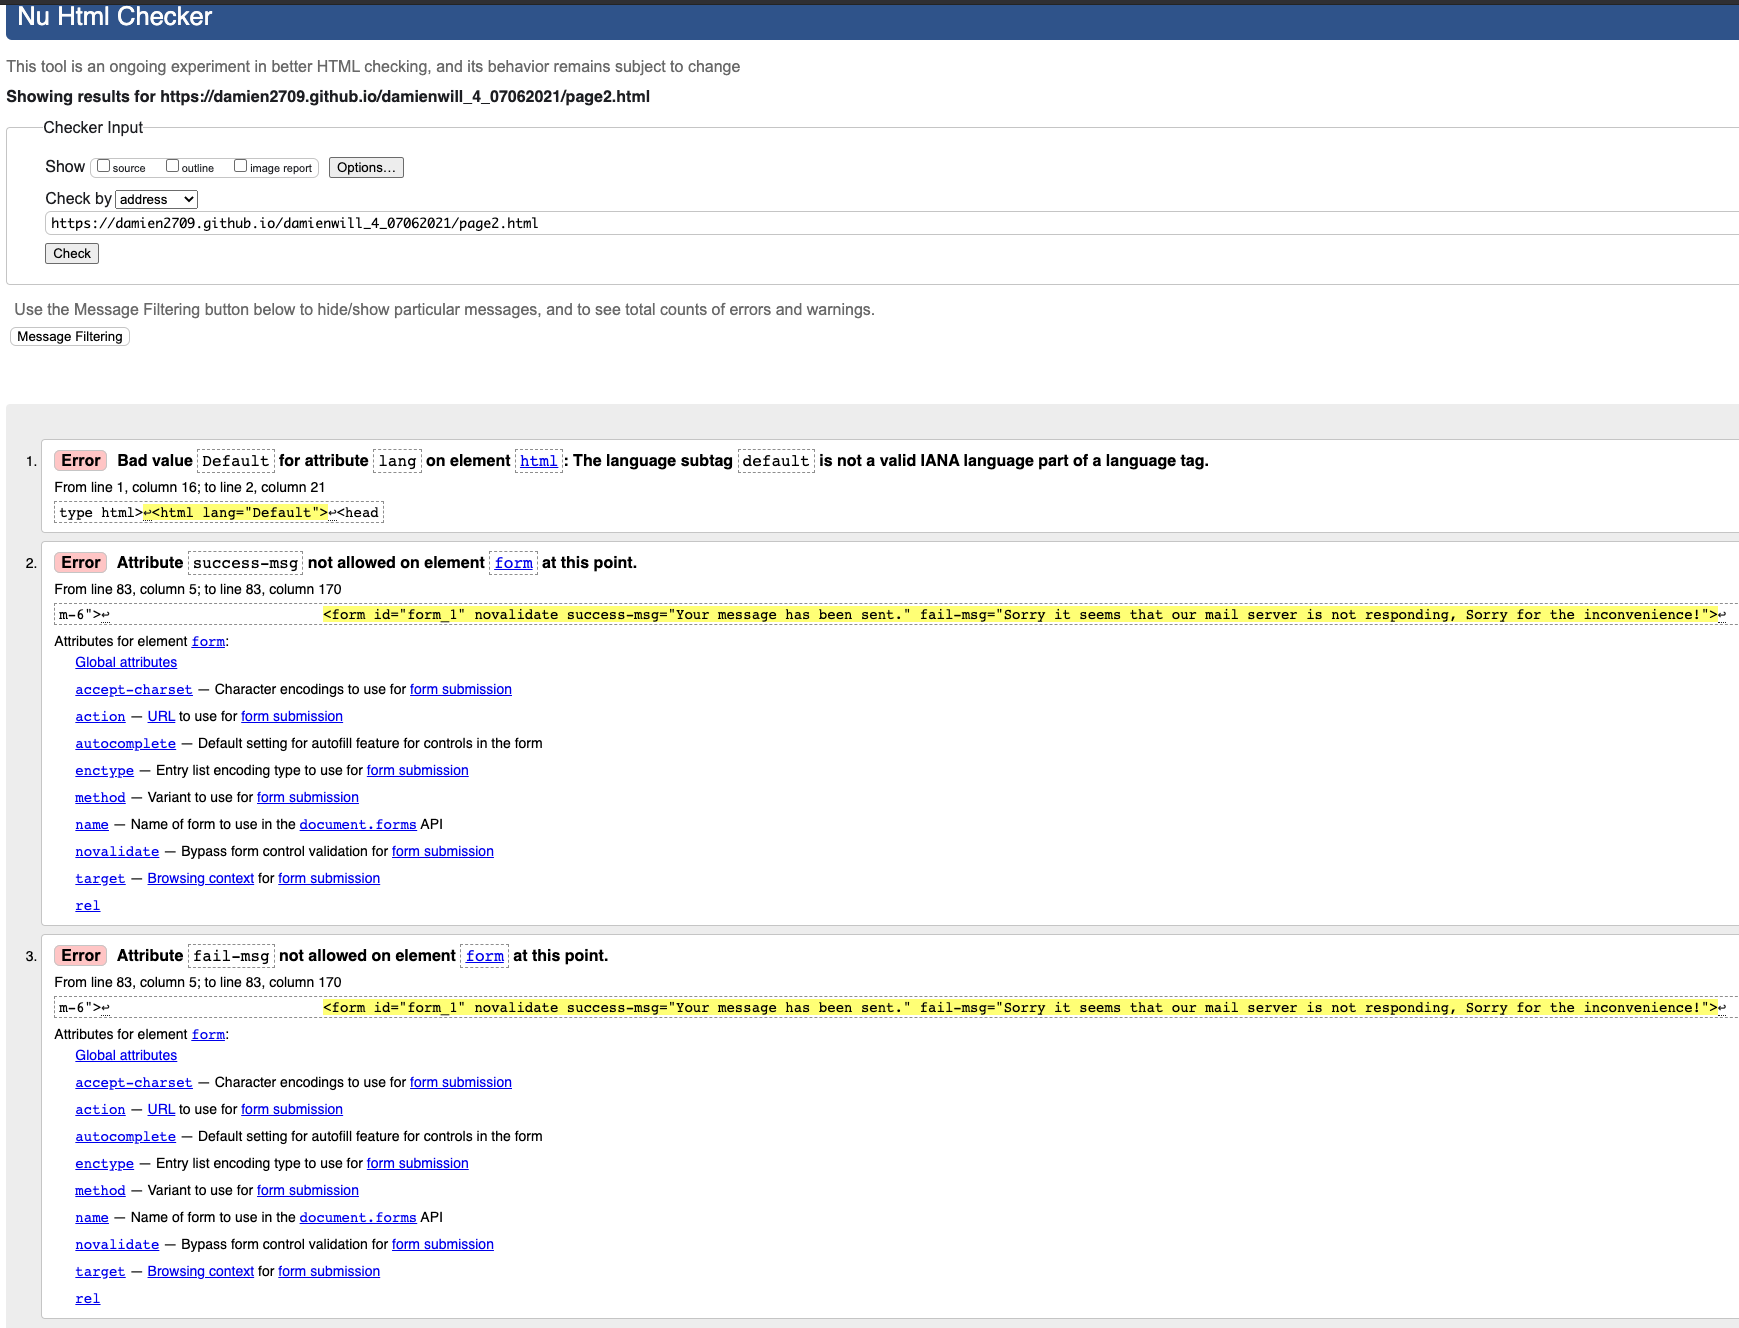 Nu Html Checker
This tool is an ongoing experiment in better HTML checking, and its behavior remains subject to change
Showing results for https://damien2709.github.io/damienwill_4_07062021/page2.html
Checker Input
Show source outline image report Options...
Check by address
https://damien2709.github.io/damienwill_4_07062021/page2.html
Check
Use the Message Filtering button below to hide/show particular messages, and to see total counts of errors and warnings.
Message Filtering
1. Error Bad value Default for attribute lang on element html: The language subtag default is not a valid IANA language part of a language tag.
From line 1, column 16; to line 2, column 21
type html>↩<html lang="Default">↩<head
2. Error Attribute success-msg not allowed on element form at this point.
From line 83, column 5; to line 83, column 170
m-6">↩ <form id="form_1" novalidate success-msg="Your message has been sent." fail-msg="Sorry it seems that our mail server is not responding, Sorry for the inconvenience!">↩
Attributes for element form:
Global attributes
accept-charset — Character encodings to use for form submission
action — URL to use for form submission
autocomplete — Default setting for autofill feature for controls in the form
enctype — Entry list encoding type to use for form submission
method — Variant to use for form submission
name — Name of form to use in the document.forms API
novalidate — Bypass form control validation for form submission
target — Browsing context for form submission
rel
3. Error Attribute fail-msg not allowed on element form at this point.
From line 83, column 5; to line 83, column 170
m-6">↩ <form id="form_1" novalidate success-msg="Your message has been sent." fail-msg="Sorry it seems that our mail server is not responding, Sorry for the inconvenience!">↩
Attributes for element form:
Global attributes
accept-charset — Character encodings to use for form submission
action — URL to use for form submission
autocomplete — Default setting for autofill feature for controls in the form
enctype — Entry list encoding type to use for form submission
method — Variant to use for form submission
name — Name of form to use in the document.forms API
novalidate — Bypass form control validation for form submission
target — Browsing context for form submission
rel